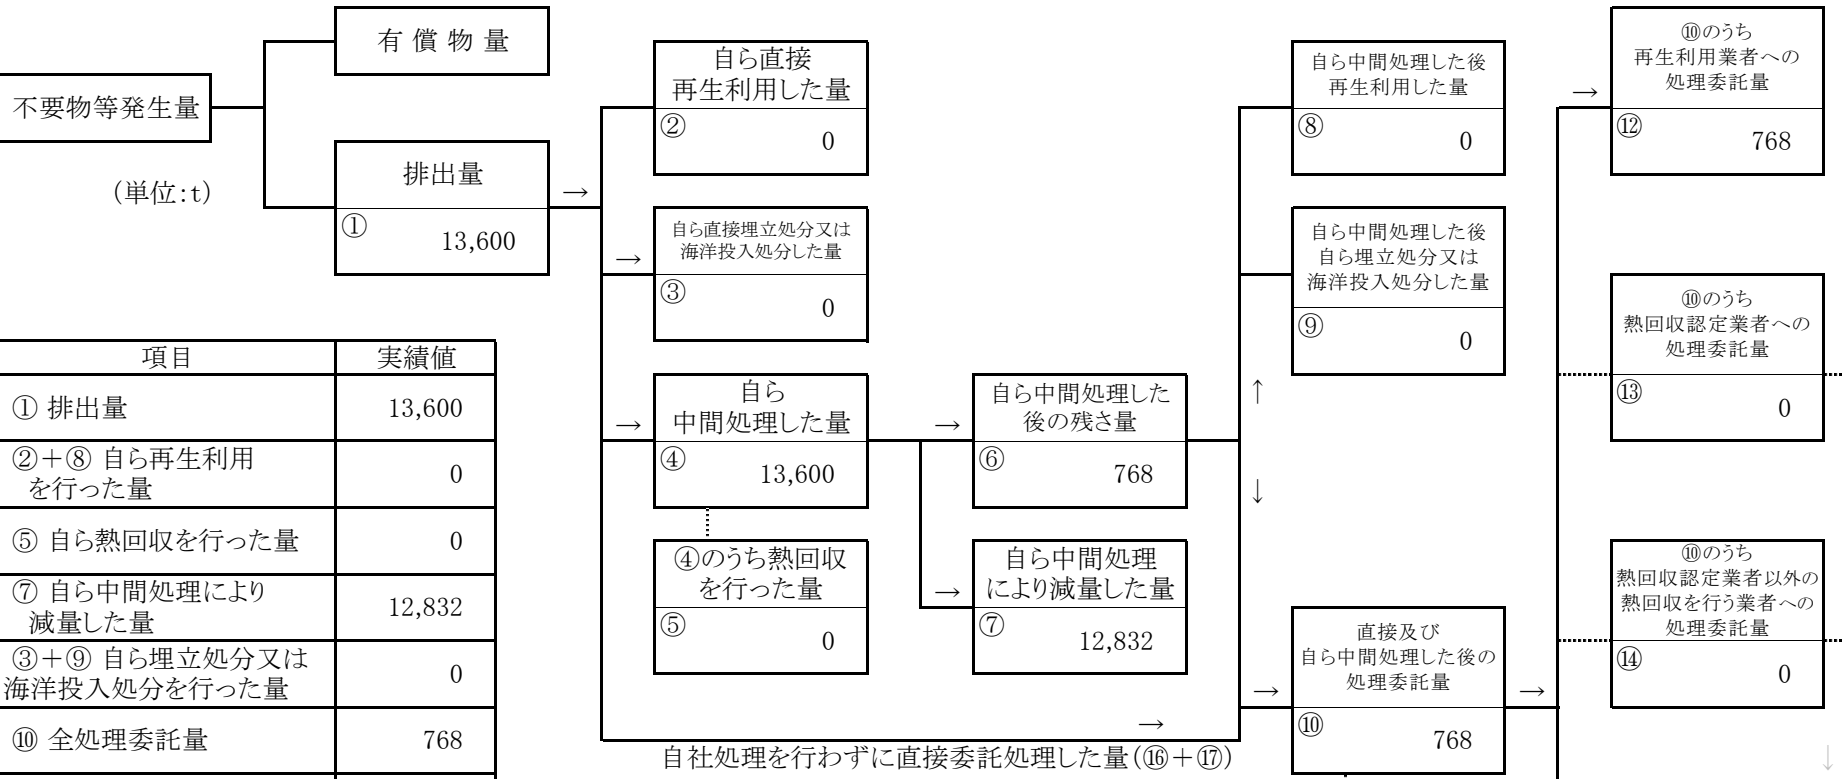 不要物等発生量
(単位:t)
有 償 物 量
排出量
①
13,600
→
自ら直接
再生利用した量
②
0
→
自ら直接埋立処分又は
海洋投入処分した量
③
0
→
自ら
中間処理した量
④
13,600
④のうち熱回収
を行った量
⑤
0
→
自ら中間処理した
後の残さ量
⑥
768
→
自ら中間処理
により減量した量
⑦
12,832
→
自社処理を行わずに直接委託処理した量(⑯+⑰)
自ら中間処理した後
再生利用した量
⑧
0
自ら中間処理した後
自ら埋立処分又は
海洋投入処分した量
⑨
0
↑
↓
→
直接及び
自ら中間処理した後の
処理委託量
⑩
768
→
→
⑩のうち
再生利用業者への
処理委託量
⑫
768
⑩のうち
熱回収認定業者への
処理委託量
⑬
0
⑩のうち
熱回収認定業者以外の
熱回収を行う業者への
処理委託量
⑭
0
↓
項目 実績値
① 排出量 13,600
②+⑧ 自ら再生利用
を行った量
0
⑤ 自ら熱回収を行った量 0
⑦ 自ら中間処理により
減量した量
12,832
③+⑨ 自ら埋立処分又は
海洋投入処分を行った量
0
⑩ 全処理委託量 768